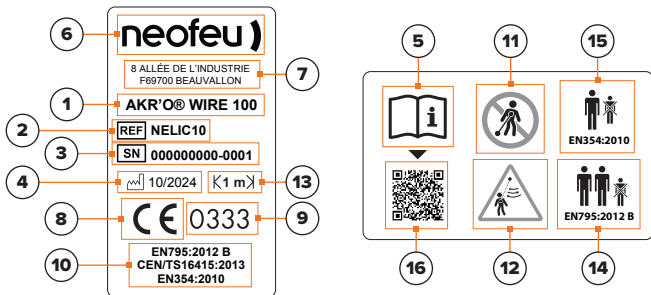 6
neofeu
8 ALLÉE DE L'INDUSTRIE
F69700 BEAUVALLON
7
1
AKR'O® WIRE 100
2
REF NELIC10
3
SN 000000000-0001
4
10/2024
1 m
13
8
CE 0333
9
10
EN795:2012 B
CEN/TS16415:2013
EN354:2010
5
11
15
i
EN354:2010
EN795:2012 B
16
12
14